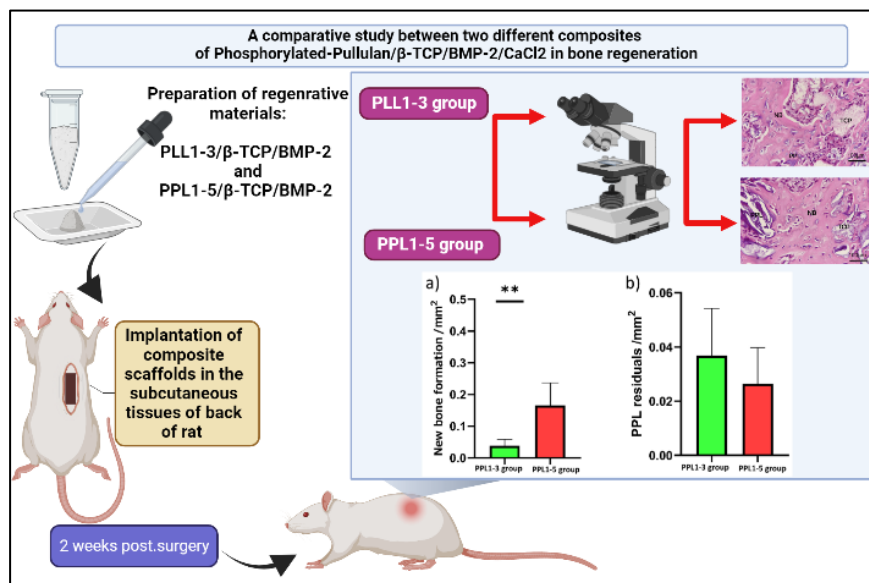 A comparative study between two different composites
of Phosphorylated-Pullulan/β-TCP/BMP-2/CaCl2 in bone regeneration
Preparation of regenrative
materials:
PLL1-3/β-TCP/BMP-2
and
PPL1-5/β-TCP/BMP-2
PLL1-3 group
PPL1-5 group
NB
TCP
NB
Implantation of
composite
scaffolds in the
subcutaneous
tissues of back
of rat
a)
**
New bone formation /mm²
0.5
0.4
0.3
0.2
0.1
0.0
PPL1-3 group
PPL1-5 group
b)
PPL residuals /mm²
0.06
0.04
0.02
0.00
PPL1-3 group
PPL1-5 group
2 weeks post.surgery